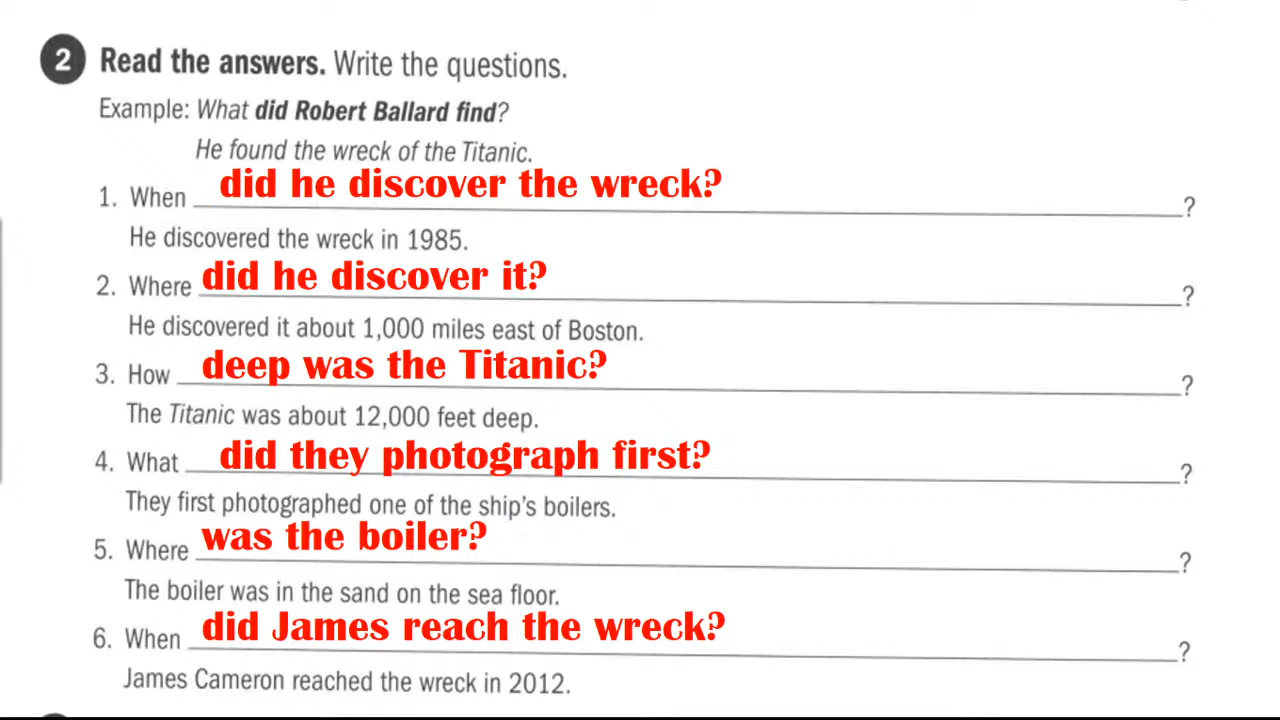 2 Read the answers. Write the questions.
Example: What did Robert Ballard find?
He found the wreck of the Titanic.
1. When did he discover the wreck? ?
He discovered the wreck in 1985.
2. Where did he discover it? ?
He discovered it about 1,000 miles east of Boston.
3. How deep was the Titanic? ?
The Titanic was about 12,000 feet deep.
4. What did they photograph first? ?
They first photographed one of the ship's boilers.
5. Where was the boiler? ?
The boiler was in the sand on the sea floor.
6. When did James reach the wreck? ?
James Cameron reached the wreck in 2012.